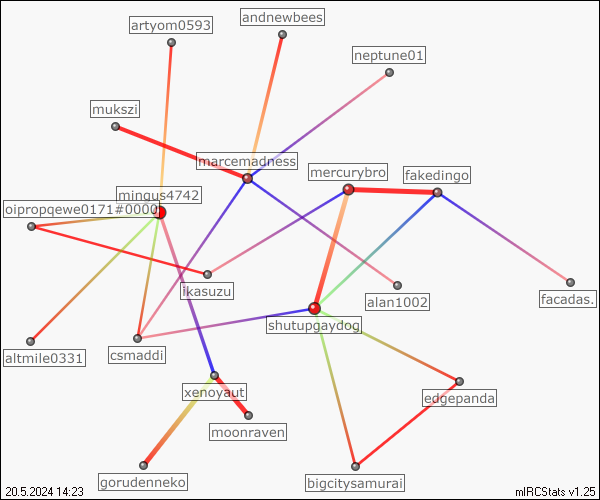 andnewbees
artyom0593
neptune01
mukszi
marcemadness
mercurybro
fakedingo
mingus4742
oipropqewe0171#0000
ikasuzu
alan1002
facadas.
shutupgaydog
altmile0331
csmaddi
xenoyaut
edgepanda
moonraven
gorudenneko
bigcitysamurai
20.5.2024 14:23
mIRCStats v1.25